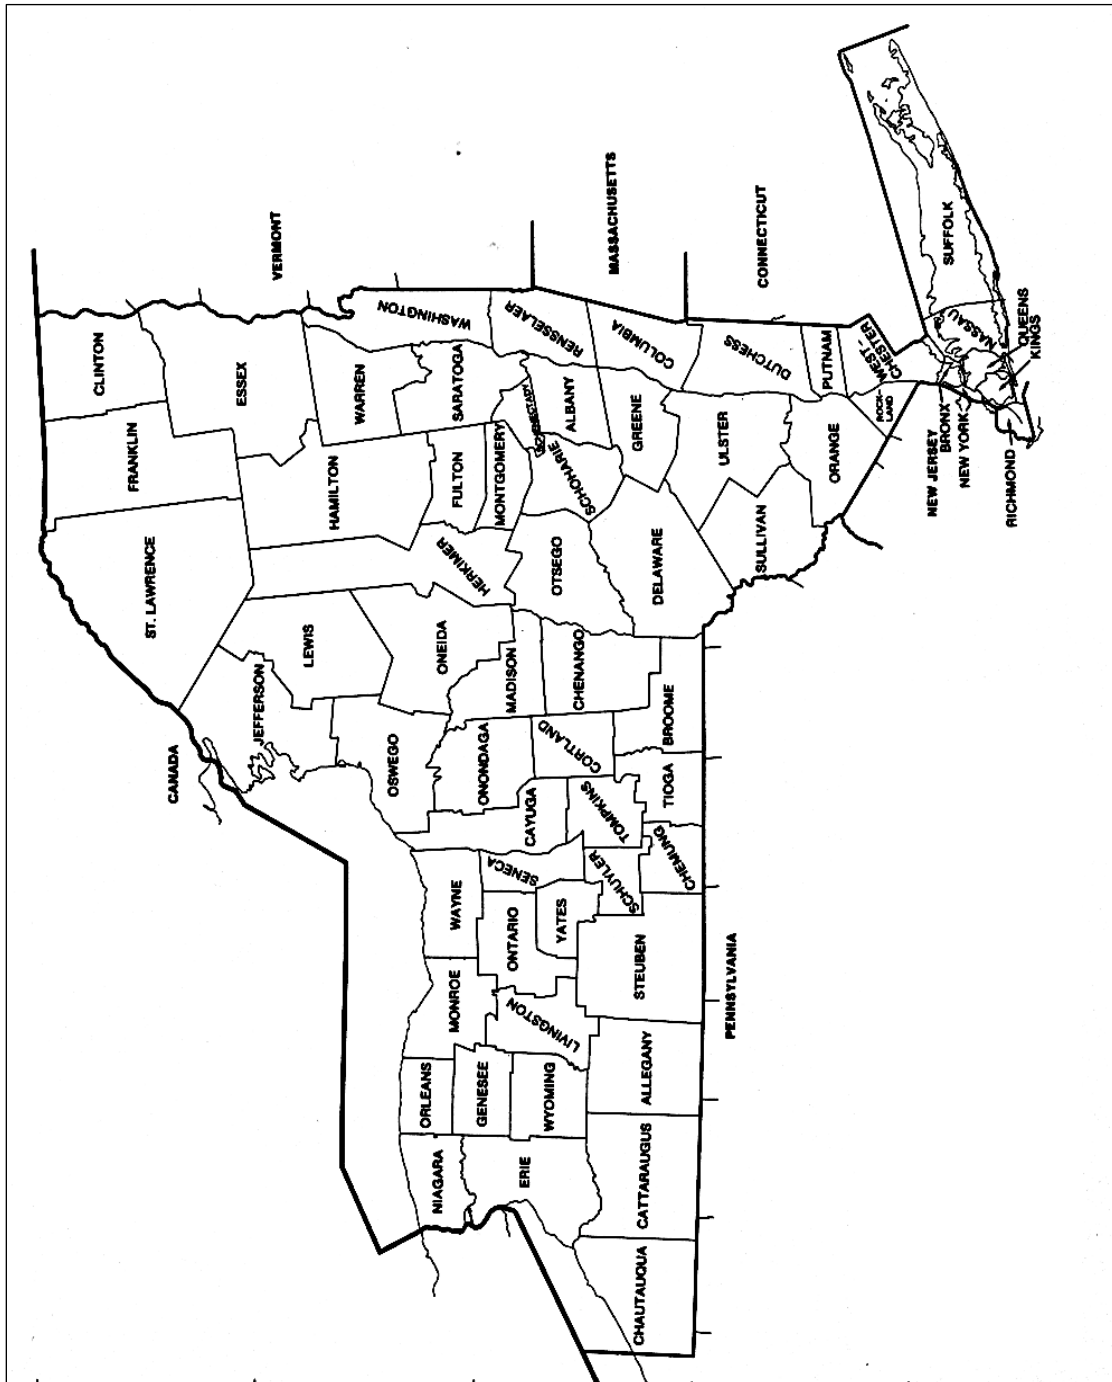 CLINTON
FRANKLIN
ST. LAWRENCE
ESSEX
VERMONT
HAMILTON
WARREN
WASHINGTON
LEWIS
JEFFERSON
CANADA
HERKIMER
ONEIDA
OSWEGO
FULTON
SARATOGA
MONTGOMERY
SCHENECTADY
RENSSELAER
MASSACHUSETTS
ALBANY
SCHOHARIE
OTSEGO
MADISON
ONONDAGA
CAYUGA
SENECA
WAYNE
ONTARIO
YATES
MONROE
LIVINGSTON
ORLEANS
GENESEE
WYOMING
NIAGARA
ERIE
CHENANGO
CORTLAND
TOMPKINS
SCHUYLER
CHEMUNG
TIOGA
BROOME
DELAWARE
GREENE
COLUMBIA
CONNECTICUT
DUTCHESS
ULSTER
SULLIVAN
ORANGE
PUTNAM
WEST-
CHESTER
ROCK-
LAND
STEUBEN
ALLEGANY
CATTARAUGUS
CHAUTAUQUA
PENNSYLVANIA
NEW JERSEY
BRONX
NEW YORK
RICHMOND
SUFFOLK
NASSAU
QUEENS
KINGS